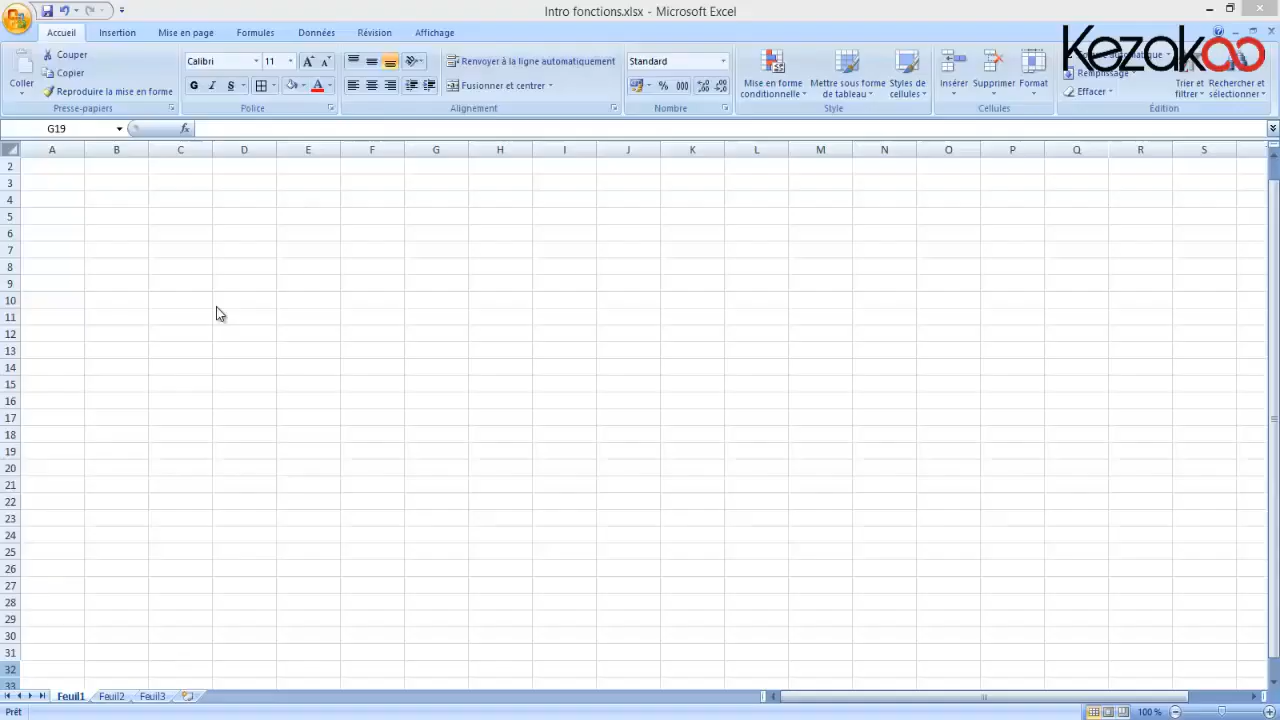 Intro fonctions.xlsx - Microsoft Excel
Accueil Insertion Mise en page Formules Données Révision Affichage
Coller
Couper
Copier
Reproduire la mise en forme
Presse-papiers
Calibri 11
G I S
Police
Renvoyer à la ligne automatiquement
Fusionner et centrer
Alignement
Standard
% 000
Nombre
Mise en forme conditionnelle
Mettre sous forme de tableau
Styles de cellules
Style
Insérer Supprimer Format
Cellules
Kezakoo
Remplissage
Effacer
Trier et filtrer
Rechercher et sélectionner
Édition
G19 fx
A B C D E F G H I J K L M N O P Q R S
2
3
4
5
6
7
8
9
10
11
12
13
14
15
16
17
18
19
20
21
22
23
24
25
26
27
28
29
30
31
32
33
Feuil1 Feuil2 Feuil3
Prêt 100 %